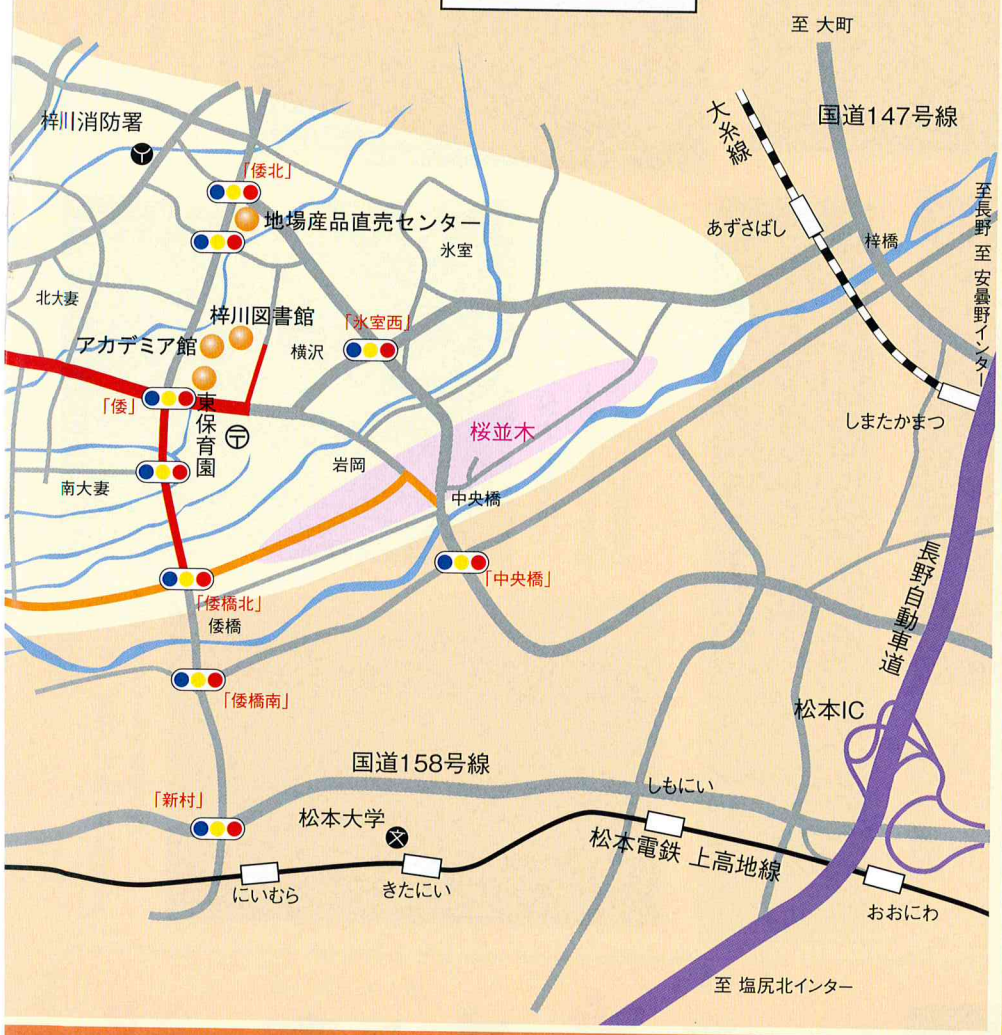 至 大町
国道147号線
大糸線
梓川消防署
「倭北」
地場産品直売センター
氷室
あずさばし
梓橋
至長野 至 安曇野インター
北大妻
梓川図書館
アカデミア館
横沢
「氷室西」
「倭」
東保育園
しまたかまつ
桜並木
岩岡
南大妻
中央橋
「中央橋」
「倭橋北」
倭橋
長野自動車道
「倭橋南」
松本IC
国道158号線
しもにい
「新村」
松本大学
松本電鉄 上高地線
にいむら
きたにい
おおにわ
至 塩尻北インター